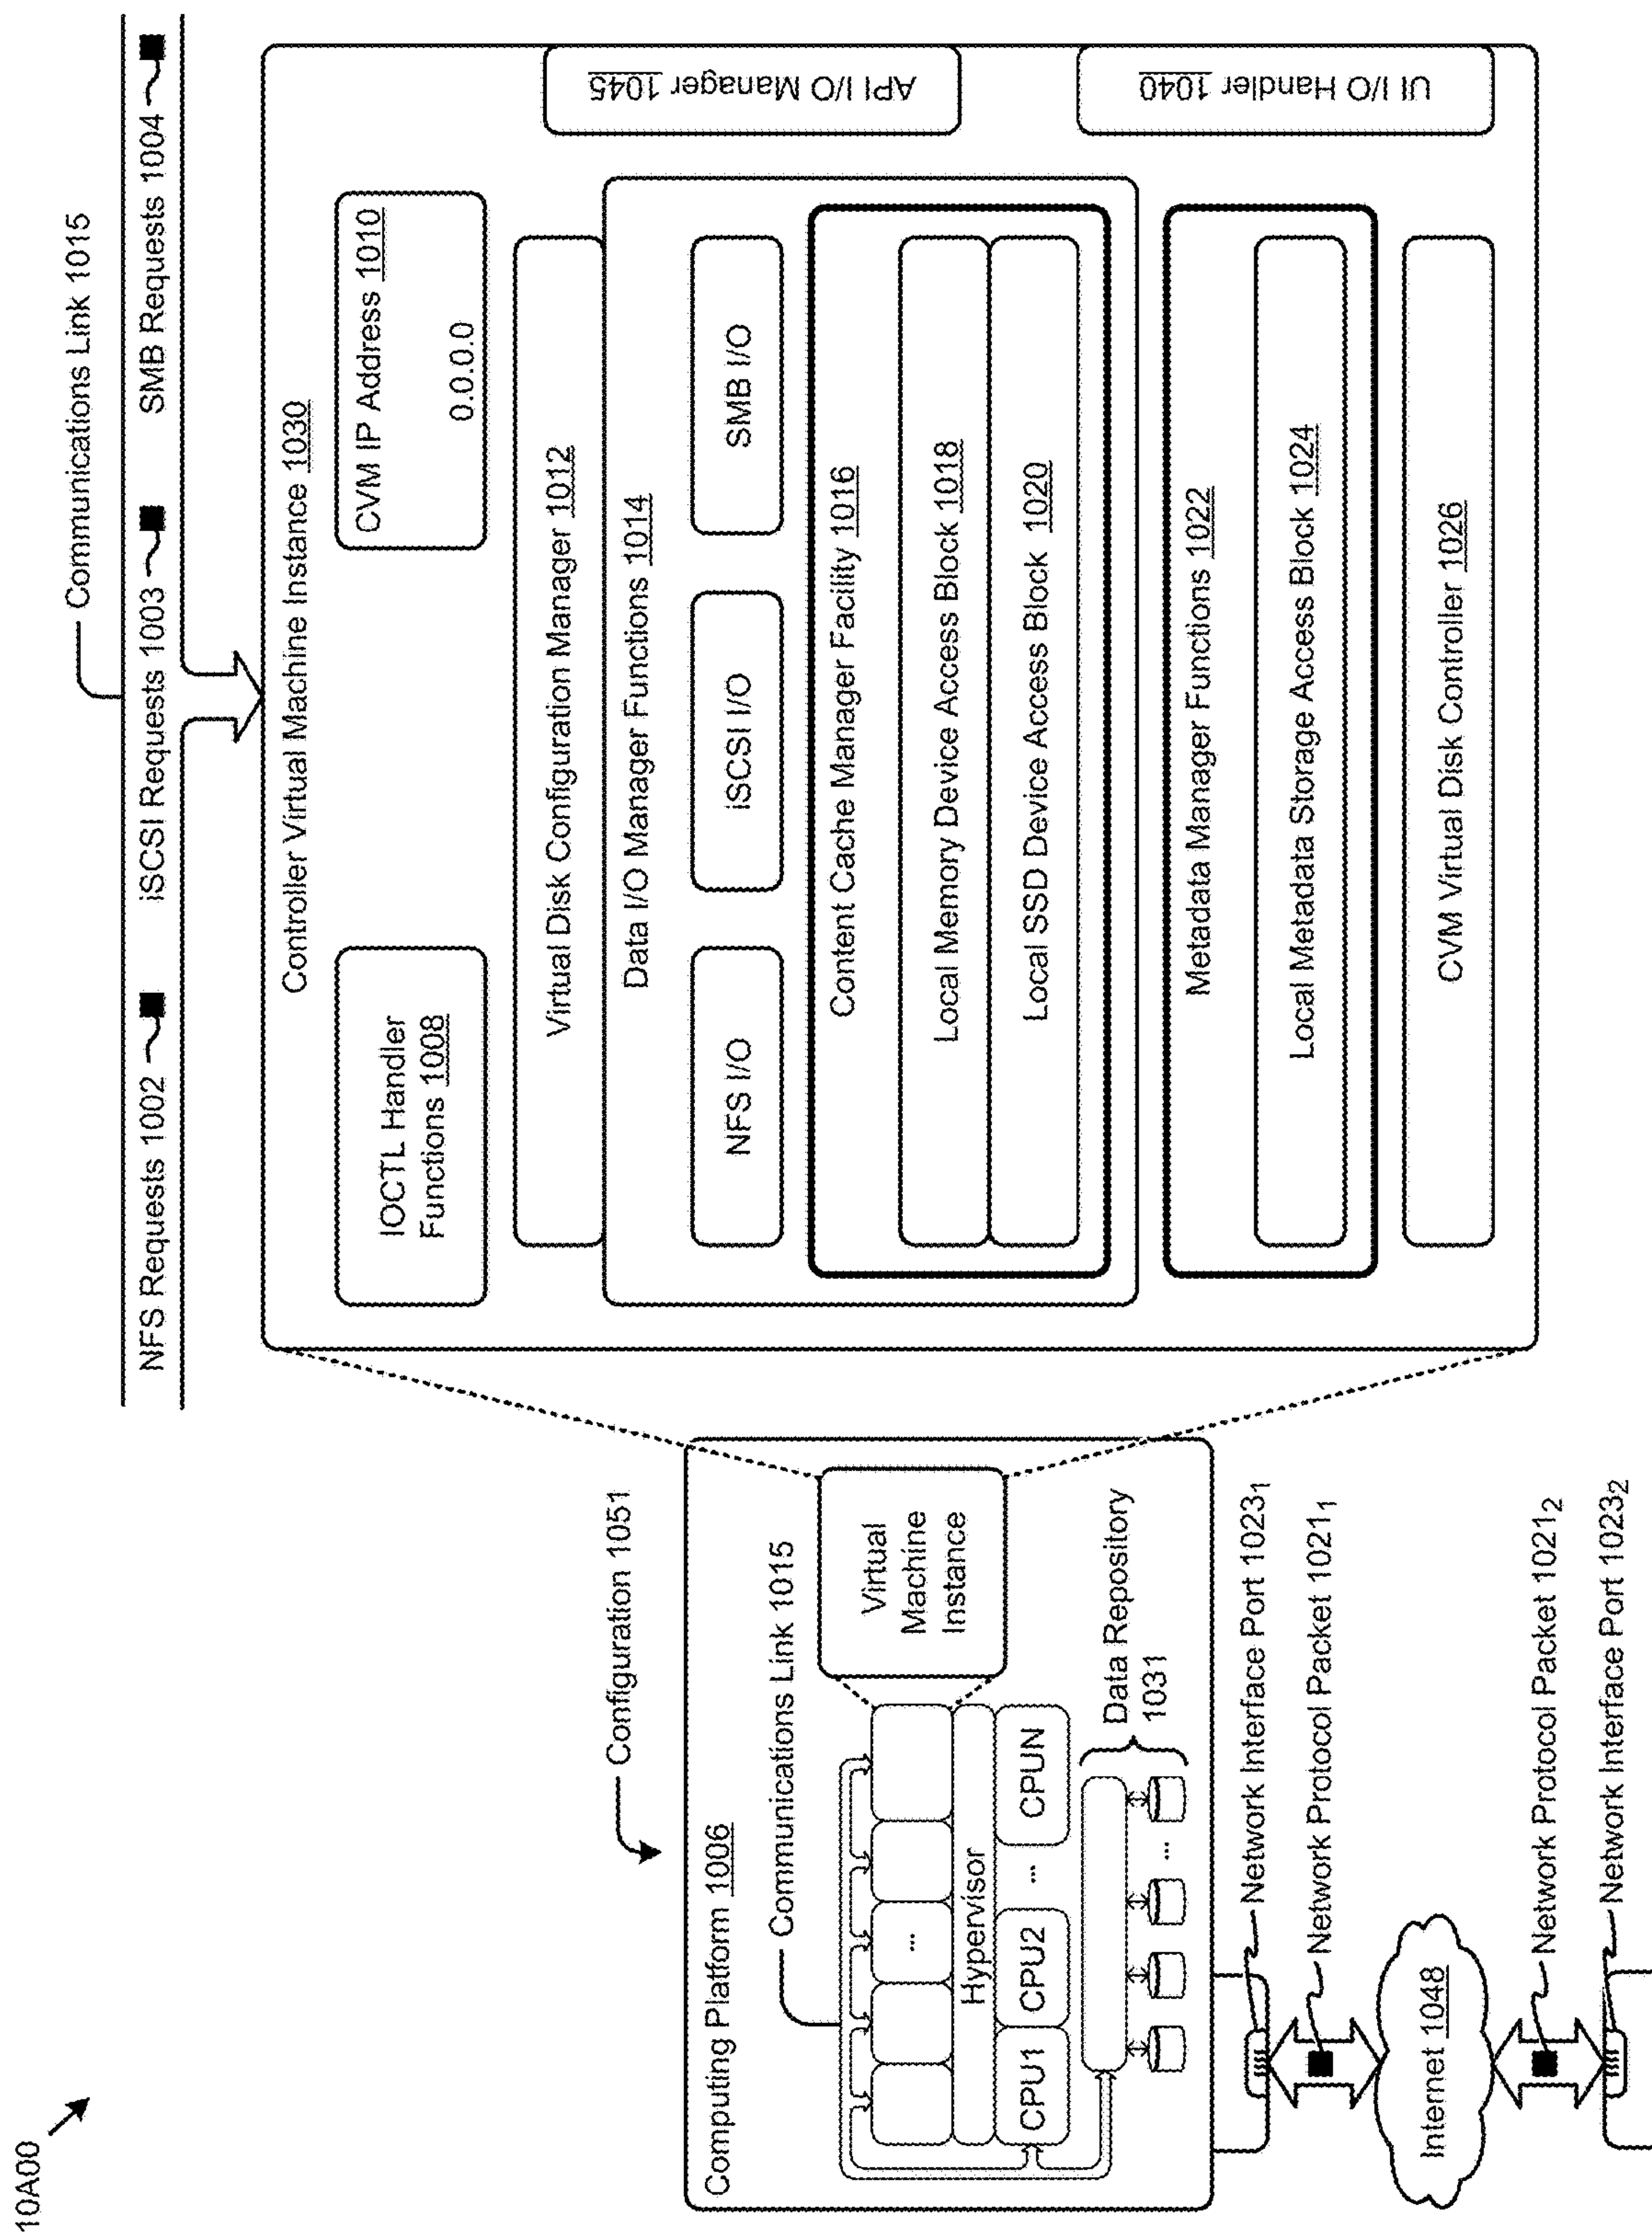 10A00
Communications Link 1015
NFS Requests 1002
iSCSI Requests 1003
SMB Requests 1004
Configuration 1051
Computing Platform 1006
Communications Link 1015
...
Hypervisor
CPU1
CPU2
...
CPUN
Virtual
Machine
Instance
Data Repository
1031
...
Controller Virtual Machine Instance 1030
IOCTL Handler
Functions 1008
CVM IP Address 1010
0.0.0.0
Virtual Disk Configuration Manager 1012
Data I/O Manager Functions 1014
NFS I/O
iSCSI I/O
SMB I/O
Content Cache Manager Facility 1016
Local Memory Device Access Block 1018
Local SSD Device Access Block 1020
Metadata Manager Functions 1022
Local Metadata Storage Access Block 1024
CVM Virtual Disk Controller 1026
API I/O Manager 1045
UI I/O Handler 1040
Network Interface Port 1023₁
Network Protocol Packet 1021₁
Internet 1048
Network Protocol Packet 1021₂
Network Interface Port 1023₂